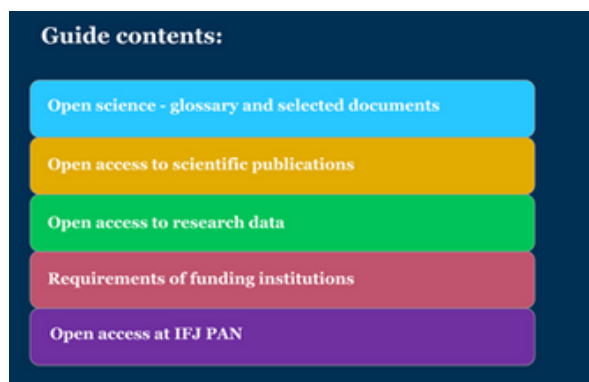 Guide contents:
Open science - glossary and selected documents
Open access to scientific publications
Open access to research data
Requirements of funding institutions
Open access at IFJ PAN